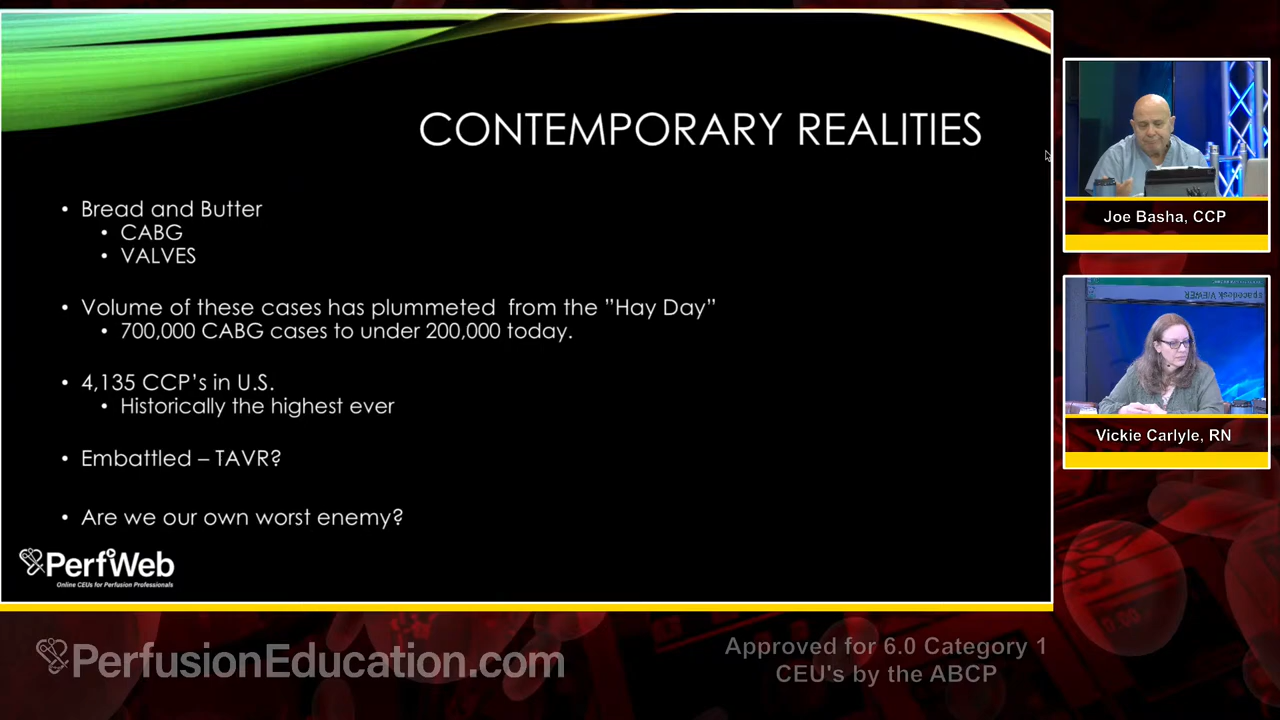 CONTEMPORARY REALITIES
• Bread and Butter
• CABG
• VALVES
• Volume of these cases has plummeted from the ”Hay Day”
• 700,000 CABG cases to under 200,000 today.
• 4,135 CCP’s in U.S.
• Historically the highest ever
• Embattled – TAVR?
• Are we our own worst enemy?
PerfWeb
Online CEUs for Perfusion Professionals
Joe Basha, CCP
spacedesk VIEWER
Vickie Carlyle, RN
PerfusionEducation.com
Approved for 6.0 Category 1
CEU's by the ABCP